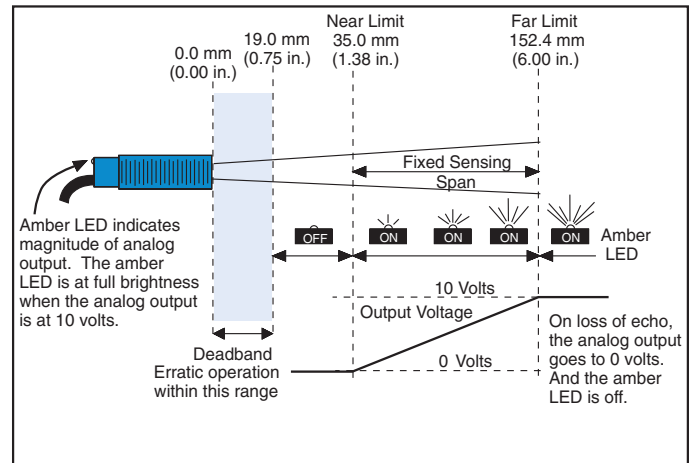 0.0 mm
(0.00 in.)
19.0 mm
(0.75 in.)
Near Limit
35.0 mm
(1.38 in.)
Far Limit
152.4 mm
(6.00 in.)
Fixed Sensing
Span
Amber LED indicates
magnitude of analog
output.  The amber
LED is at full brightness
when the analog output
is at 10 volts.
OFF
ON
ON
ON
ON
Amber
LED
10 Volts
Output Voltage
0 Volts
Deadband
Erratic operation
within this range
On loss of echo,
the analog output
goes to 0 volts.
And the amber
LED is off.